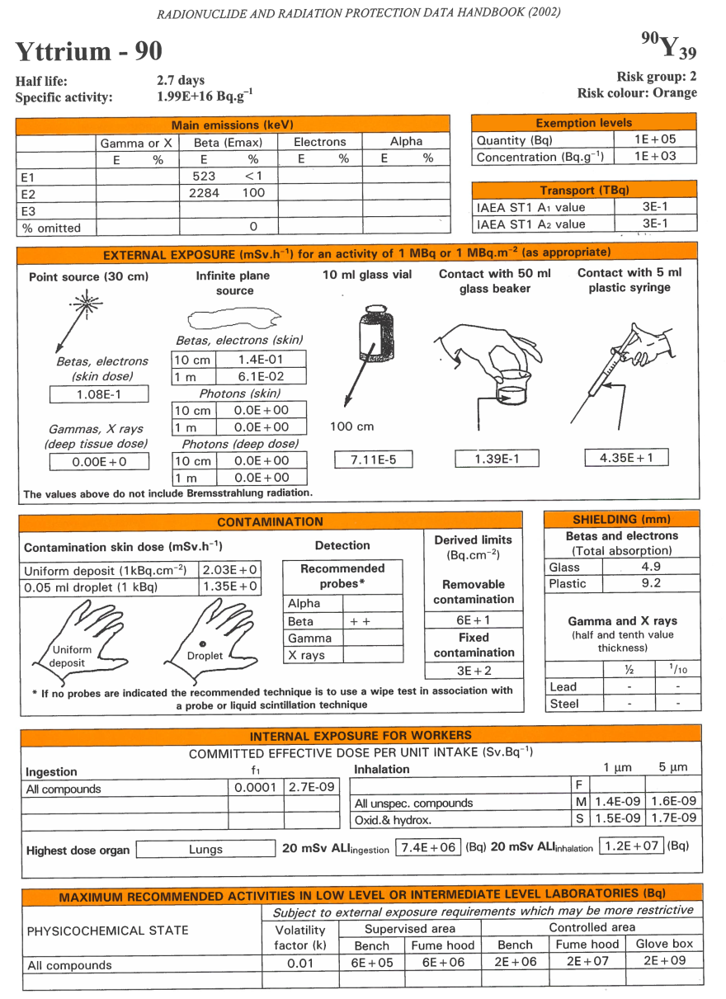 RADIONUCLIDE AND RADIATION PROTECTION DATA HANDBOOK (2002)
Yttrium - 90
⁹⁰Y₃₉
Half life: 2.7 days
Risk group: 2
Specific activity: 1.99E+16 Bq.g⁻¹
Risk colour: Orange
Main emissions (keV)
Gamma or X Beta (Emax) Electrons Alpha
E % E % E % E %
E1 523 <1
E2 2284 100
E3
% omitted 0
Exemption levels
Quantity (Bq) 1E+05
Concentration (Bq.g⁻¹) 1E+03
Transport (TBq)
IAEA ST1 A₁ value 3E-1
IAEA ST1 A₂ value 3E-1
EXTERNAL EXPOSURE (mSv.h⁻¹) for an activity of 1 MBq or 1 MBq.m⁻² (as appropriate)
Point source (30 cm)
Betas, electrons
(skin dose)
1.08E-1
Gammas, X rays
(deep tissue dose)
0.00E+0
Infinite plane
source
Betas, electrons (skin)
10 cm 1.4E-01
1 m 6.1E-02
Photons (skin)
10 cm 0.0E+00
1 m 0.0E+00
Photons (deep dose)
10 cm 0.0E+00
1 m 0.0E+00
10 ml glass vial
100 cm
7.11E-5
Contact with 50 ml
glass beaker
1.39E-1
Contact with 5 ml
plastic syringe
4.35E+1
The values above do not include Bremsstrahlung radiation.
CONTAMINATION
Contamination skin dose (mSv.h⁻¹)
Uniform deposit (1kBq.cm⁻²) 2.03E+0
0.05 ml droplet (1 kBq) 1.35E+0
Uniform
deposit
Droplet
Detection
Recommended
probes*
Alpha
Beta ++
Gamma
X rays
Derived limits
(Bq.cm⁻²)
Removable
contamination
6E+1
Fixed
contamination
3E+2
* If no probes are indicated the recommended technique is to use a wipe test in association with
a probe or liquid scintillation technique
SHIELDING (mm)
Betas and electrons
(Total absorption)
Glass 4.9
Plastic 9.2
Gamma and X rays
(half and tenth value
thickness)
½ ¹/₁₀
Lead - -
Steel - -
INTERNAL EXPOSURE FOR WORKERS
COMMITTED EFFECTIVE DOSE PER UNIT INTAKE (Sv.Bq⁻¹)
Ingestion f₁
All compounds 0.0001 2.7E-09
Inhalation 1 µm 5 µm
F
All unspec. compounds M 1.4E-09 1.6E-09
Oxid.& hydrox. S 1.5E-09 1.7E-09
Highest dose organ Lungs 20 mSv ALIingestion 7.4E+06 (Bq) 20 mSv ALIinhalation 1.2E+07 (Bq)
MAXIMUM RECOMMENDED ACTIVITIES IN LOW LEVEL OR INTERMEDIATE LEVEL LABORATORIES (Bq)
Subject to external exposure requirements which may be more restrictive
PHYSICOCHEMICAL STATE Volatility Supervised area Controlled area
factor (k) Bench Fume hood Bench Fume hood Glove box
All compounds 0.01 6E+05 6E+06 2E+06 2E+07 2E+09